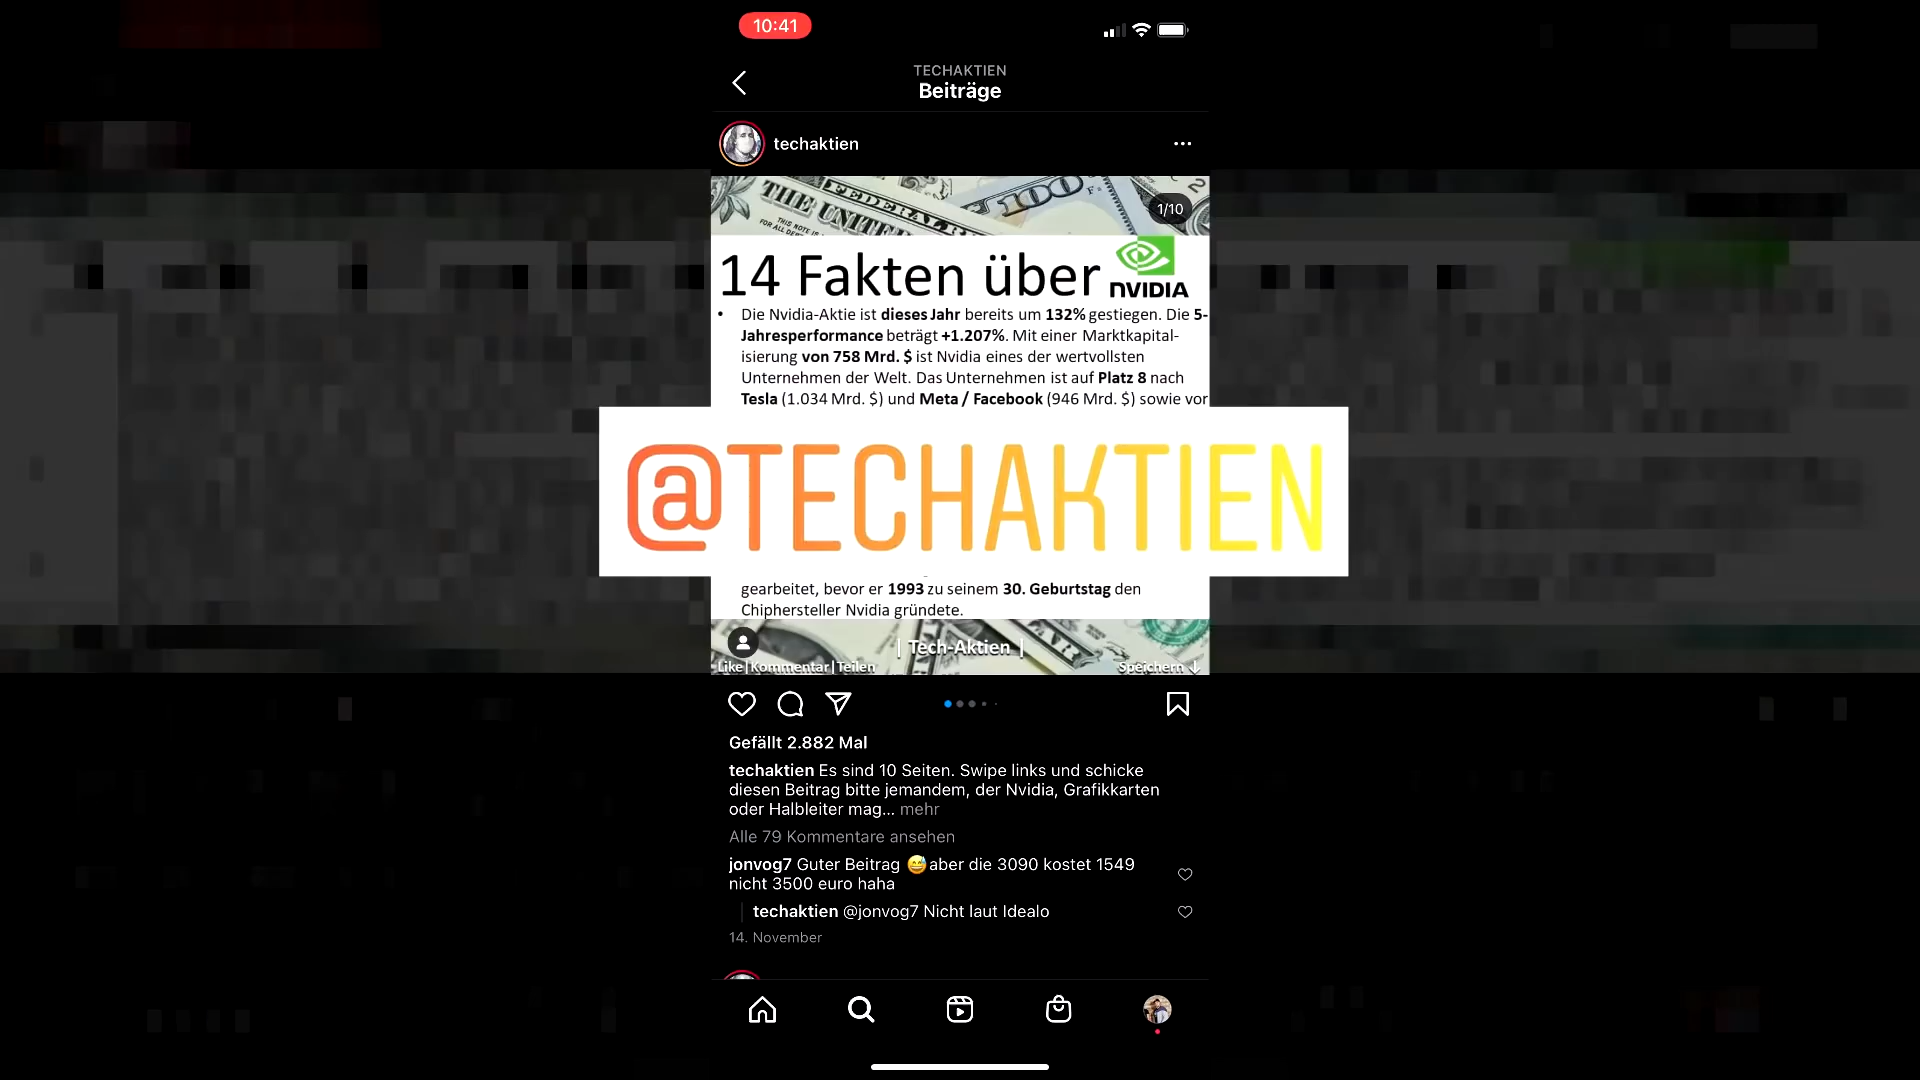 10:41
TECHAKTIEN
Beiträge
techaktien
1/10
THE UNITED
FEDERAL
100
14 Fakten über
NVIDIA
• Die Nvidia-Aktie ist dieses Jahr bereits um 132% gestiegen. Die 5-
Jahresperformance beträgt +1.207%. Mit einer Marktkapital-
isierung von 758 Mrd. $ ist Nvidia eines der wertvollsten
Unternehmen der Welt. Das Unternehmen ist auf Platz 8 nach
Tesla (1.034 Mrd. $) und Meta / Facebook (946 Mrd. $) sowie vor
@TECHAKTIEN
gearbeitet, bevor er 1993 zu seinem 30. Geburtstag den
Chiphersteller Nvidia gründete.
| Tech-Aktien |
Like|Kommentar|Teilen
Speichern ↓
Gefällt 2.882 Mal
techaktien Es sind 10 Seiten. Swipe links und schicke
diesen Beitrag bitte jemandem, der Nvidia, Grafikkarten
oder Halbleiter mag... mehr
Alle 79 Kommentare ansehen
jonvog7 Guter Beitrag 😅aber die 3090 kostet 1549
nicht 3500 euro haha
techaktien @jonvog7 Nicht laut Idealo
14. November